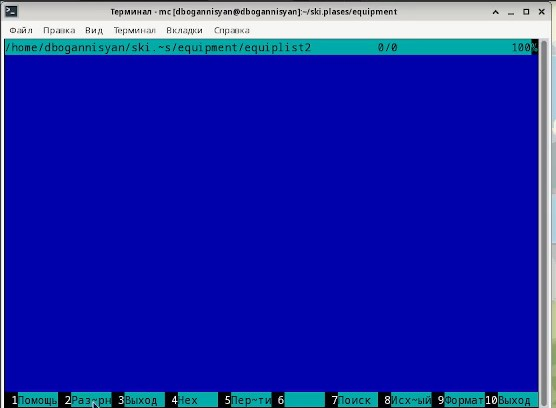 Терминал - mc [dbogannisyan@dbogannisyan]:~/ski.plases/equipment
Файл Правка Вид Терминал Вкладки Справка
/home/dbogannisyan/ski.~s/equipment/equiplist2 0/0 100%
1Помощь 2Раз~рн 3Выход 4Hex 5Пер~ти 6 7Поиск 8Исх~ый 9Формат 10Выход